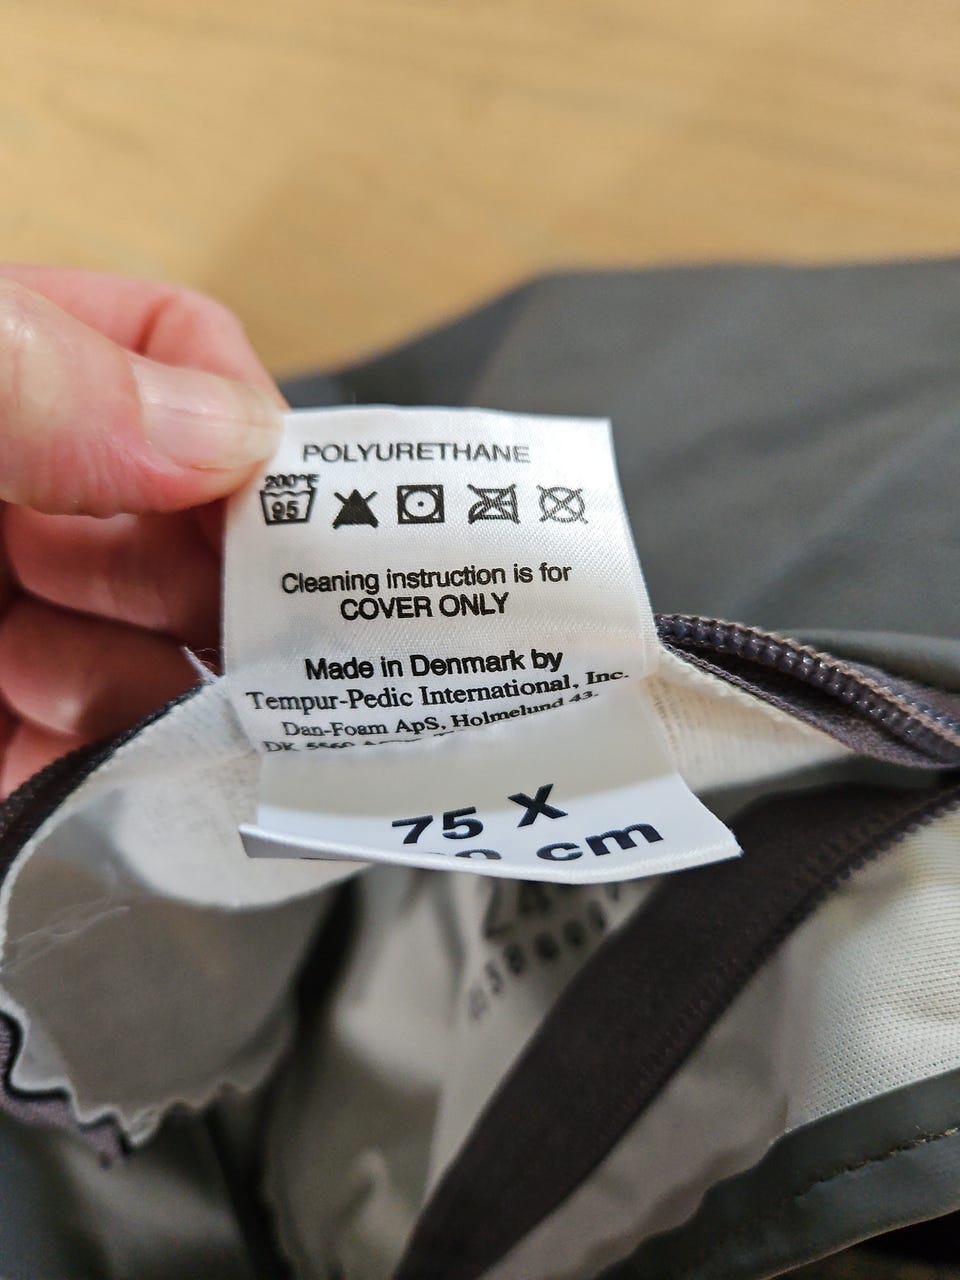 POLYURETHANE
200°F
95
Cleaning instruction is for
COVER ONLY
Made in Denmark by
Tempur-Pedic International, Inc.
Dan-Foam ApS, Holmelund 43.
DK
75 X
cm